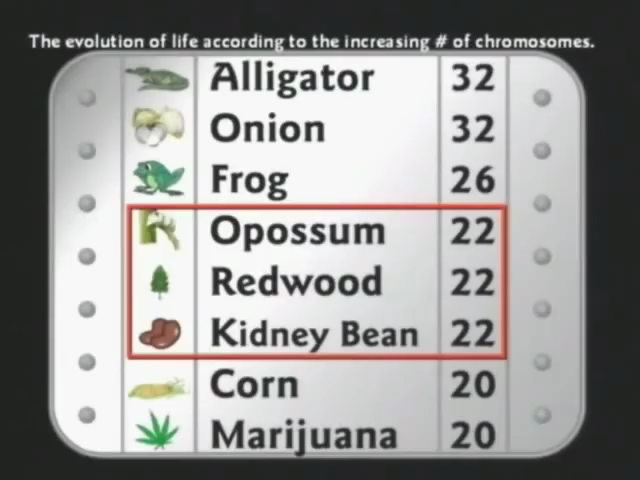 The evolution of life according to the increasing # of chromosomes.
Alligator 32
Onion 32
Frog 26
Opossum 22
Redwood 22
Kidney Bean 22
Corn 20
Marijuana 20